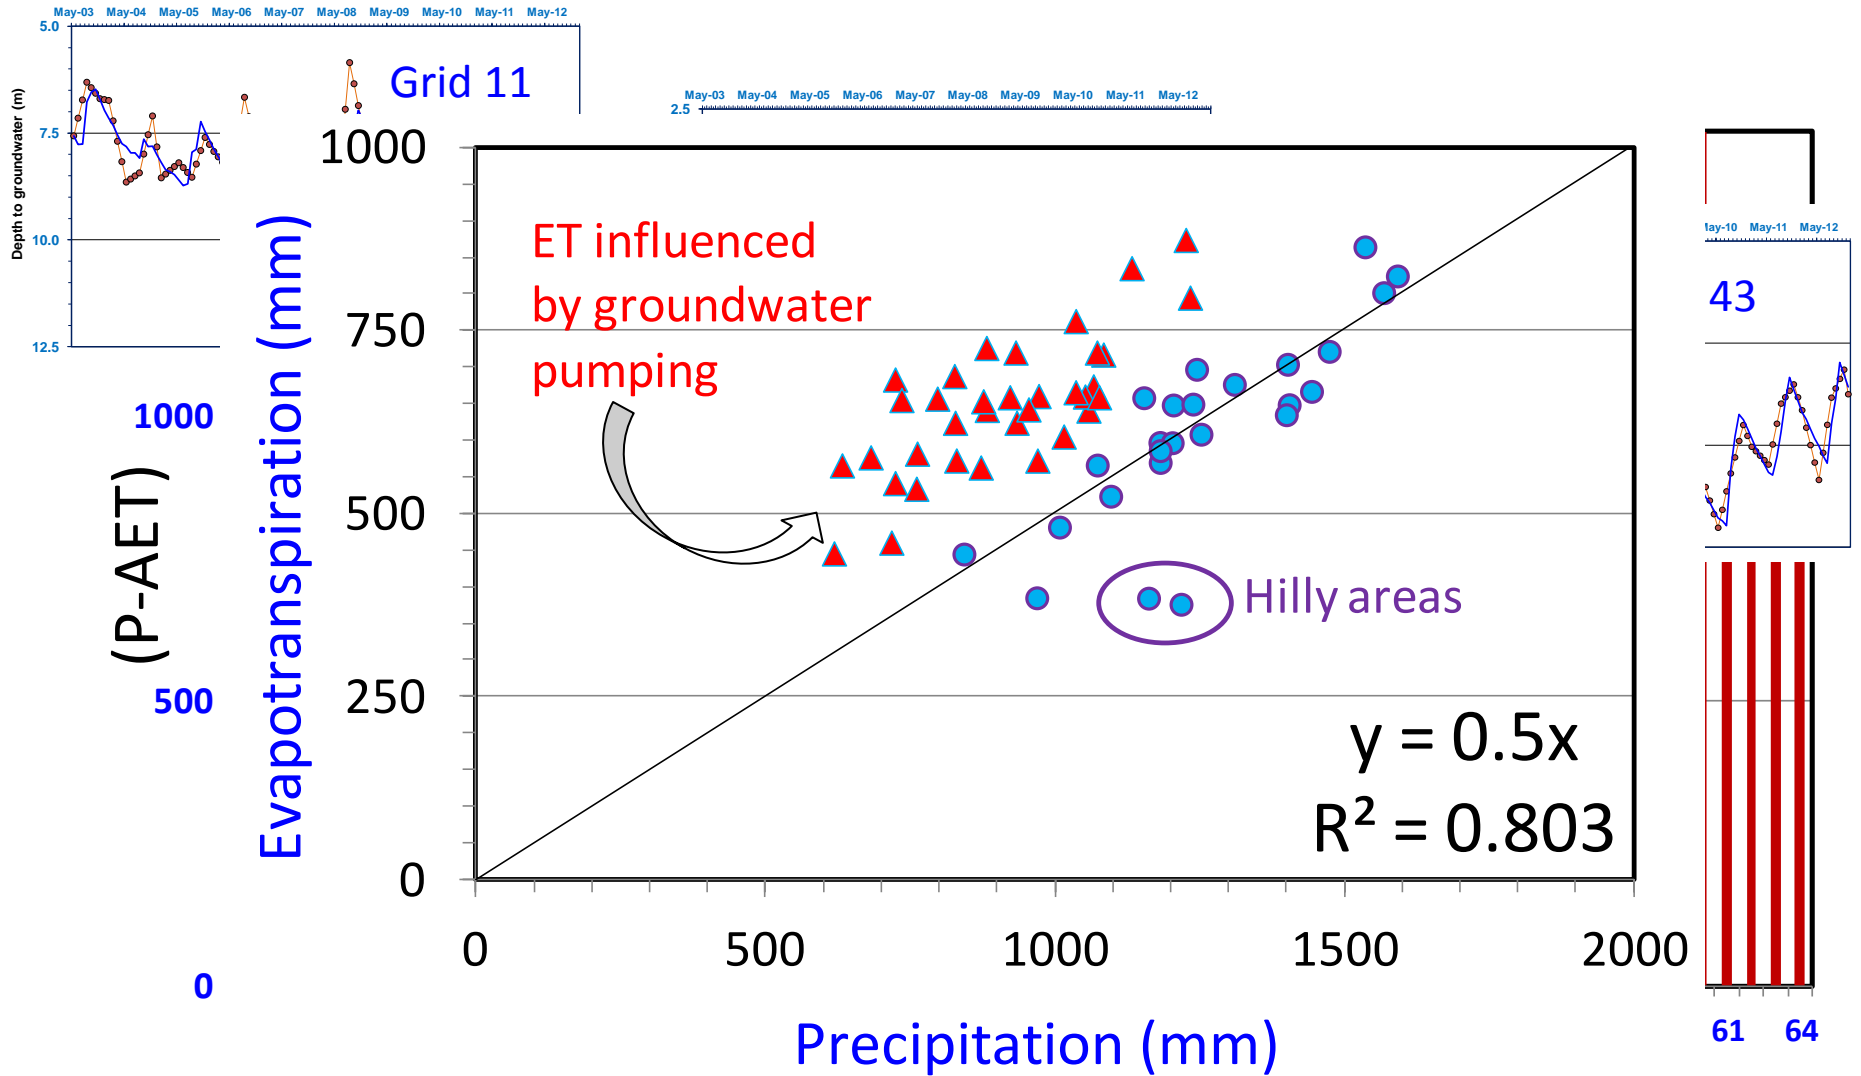 May-03 May-04 May-05 May-06 May-07 May-08 May-09 May-10 May-11 May-12
5.0
7.5
10.0
12.5
Depth to groundwater (m)
Grid 11
May-03 May-04 May-05 May-06 May-07 May-08 May-09 May-10 May-11 May-12
2.5
May-10 May-11 May-12
43
(P-AET)
1000
500
0
61 64
Evapotranspiration (mm)
1000
750
500
250
0
ET influenced
by groundwater
pumping
Hilly areas
y = 0.5x
R² = 0.803
0 500 1000 1500 2000
Precipitation (mm)